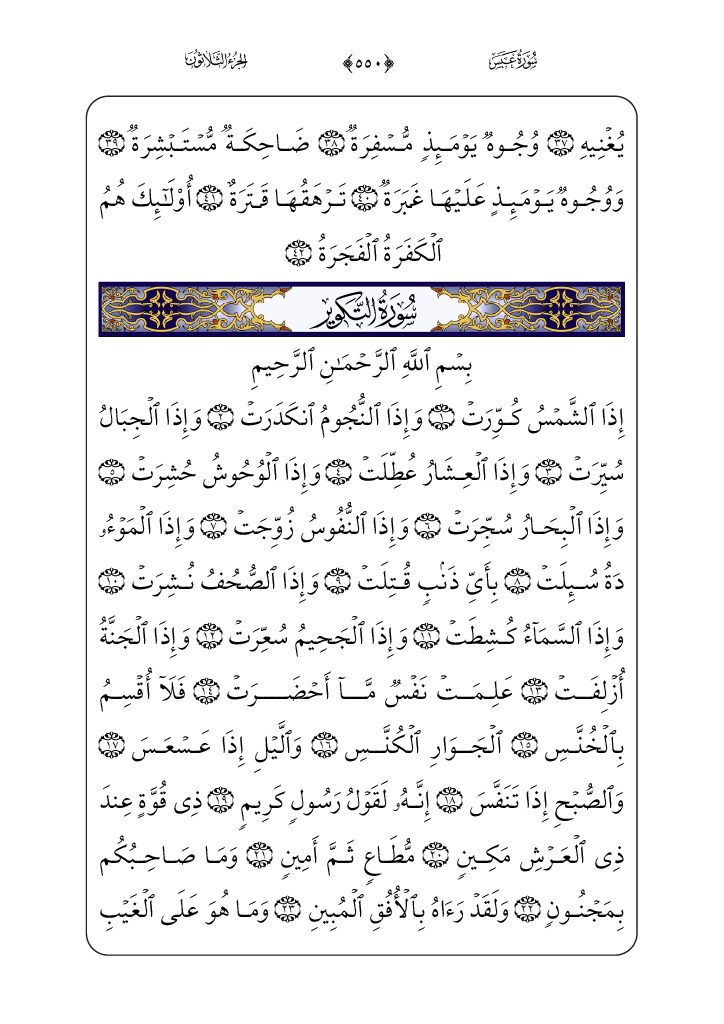 سُورَةُ عَبَسَ ﴿٥٥٠﴾ الجُزءُ الثَّلَاثُونَ
يُغۡنِيهِ ٣٧ وُجُوهٞ يَوۡمَئِذٖ مُّسۡفِرَةٞ ٣٨ ضَاحِكَةٞ مُّسۡتَبۡشِرَةٞ ٣٩
وَوُجُوهٞ يَوۡمَئِذٍ عَلَيۡهَا غَبَرَةٞ ٤٠ تَرۡهَقُهَا قَتَرَةٌ ٤١ أُوْلَٰٓئِكَ هُمُ
ٱلۡكَفَرَةُ ٱلۡفَجَرَةُ ٤٢
سُورَةُ التَّكۡوِيرِ
بِسۡمِ ٱللَّهِ ٱلرَّحۡمَٰنِ ٱلرَّحِيمِ
إِذَا ٱلشَّمۡسُ كُوِّرَتۡ ١ وَإِذَا ٱلنُّجُومُ ٱنكَدَرَتۡ ٢ وَإِذَا ٱلۡجِبَالُ
سُيِّرَتۡ ٣ وَإِذَا ٱلۡعِشَارُ عُطِّلَتۡ ٤ وَإِذَا ٱلۡوُحُوشُ حُشِرَتۡ ٥
وَإِذَا ٱلۡبِحَارُ سُجِّرَتۡ ٦ وَإِذَا ٱلنُّفُوسُ زُوِّجَتۡ ٧ وَإِذَا ٱلۡمَوۡءُۥ
دَةُ سُئِلَتۡ ٨ بِأَيِّ ذَنۢبٖ قُتِلَتۡ ٩ وَإِذَا ٱلصُّحُفُ نُشِرَتۡ ١٠
وَإِذَا ٱلسَّمَآءُ كُشِطَتۡ ١١ وَإِذَا ٱلۡجَحِيمُ سُعِّرَتۡ ١٢ وَإِذَا ٱلۡجَنَّةُ
أُزۡلِفَتۡ ١٣ عَلِمَتۡ نَفۡسٞ مَّآ أَحۡضَرَتۡ ١٤ فَلَآ أُقۡسِمُ
بِٱلۡخُنَّسِ ١٥ ٱلۡجَوَارِ ٱلۡكُنَّسِ ١٦ وَٱلَّيۡلِ إِذَا عَسۡعَسَ ١٧
وَٱلصُّبۡحِ إِذَا تَنَفَّسَ ١٨ إِنَّهُۥ لَقَوۡلُ رَسُولٖ كَرِيمٖ ١٩ ذِي قُوَّةٍ عِندَ
ذِي ٱلۡعَرۡشِ مَكِينٖ ٢٠ مُّطَاعٖ ثَمَّ أَمِينٖ ٢١ وَمَا صَاحِبُكُم
بِمَجۡنُونٖ ٢٢ وَلَقَدۡ رَءَاهُ بِٱلۡأُفُقِ ٱلۡمُبِينِ ٢٣ وَمَا هُوَ عَلَى ٱلۡغَيۡبِ